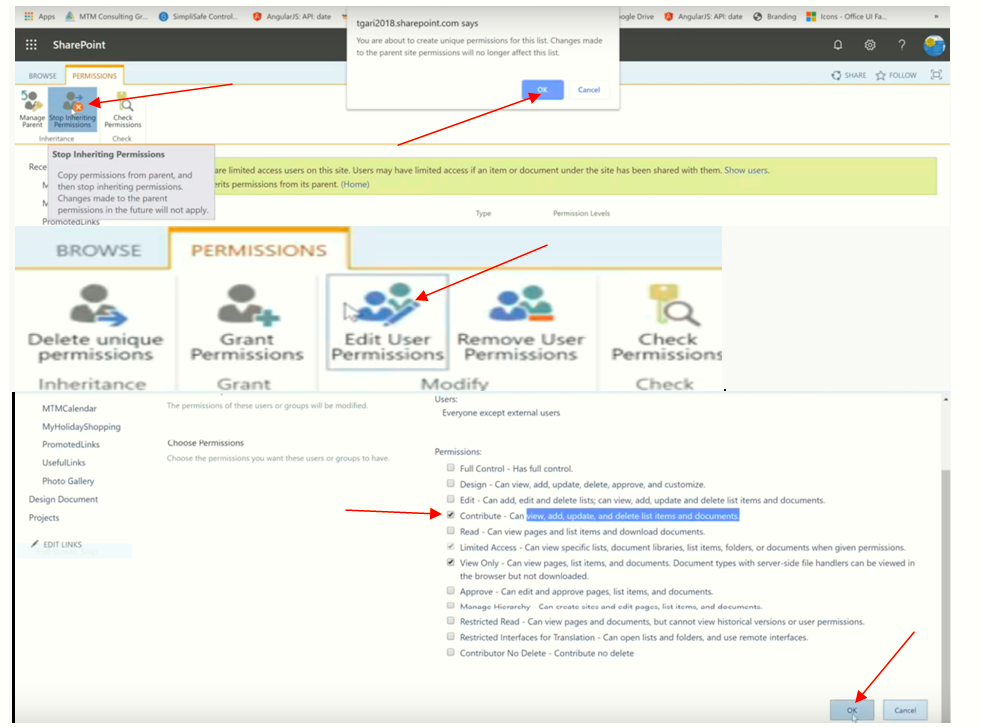 Apps MTM Consulting Gr... SimpliSafe Control... AngularJS: API: date
ogle Drive AngularJS: API: date Branding Icons - Office UI Fa... »
tgari2018.sharepoint.com says
You are about to create unique permissions for this list. Changes made
to the parent site permissions will no longer affect this list.
OK Cancel
SharePoint
?
BROWSE PERMISSIONS
SHARE FOLLOW
Manage
Parent
Stop Inheriting
Permissions
Check
Permissions
Inheritance Check
Stop Inheriting Permissions
Copy permissions from parent, and
then stop inheriting permissions.
Changes made to the parent
permissions in the future will not apply.
Rece
M
M
PromotedLinks
are limited access users on this site. Users may have limited access if an item or document under the site has been shared with them. Show users.
erits permissions from its parent. (Home)
Type Permission Levels
BROWSE PERMISSIONS
Delete unique
permissions
Grant
Permissions
Edit User
Permissions
Remove User
Permissions
Check
Permissions
Inheritance Grant Modify Check
MTMCalendar
MyHolidayShopping
PromotedLinks
UsefulLinks
Photo Gallery
Design Document
Projects
EDIT LINKS
The permissions of these users or groups will be modified.
Choose Permissions
Choose the permissions you want these users or groups to have.
Users:
Everyone except external users
Permissions:
Full Control - Has full control.
Design - Can view, add, update, delete, approve, and customize.
Edit - Can add, edit and delete lists; can view, add, update and delete list items and documents.
Contribute - Can view, add, update, and delete list items and documents.
Read - Can view pages and list items and download documents.
Limited Access - Can view specific lists, document libraries, list items, folders, or documents when given permissions.
View Only - Can view pages, list items, and documents. Document types with server-side file handlers can be viewed in
the browser but not downloaded.
Approve - Can edit and approve pages, list items, and documents.
Manage Hierarchy - Can create sites and edit pages, list items, and documents.
Restricted Read - Can view pages and documents, but cannot view historical versions or user permissions.
Restricted Interfaces for Translation - Can open lists and folders, and use remote interfaces.
Contributor No Delete - Contribute no delete
OK Cancel